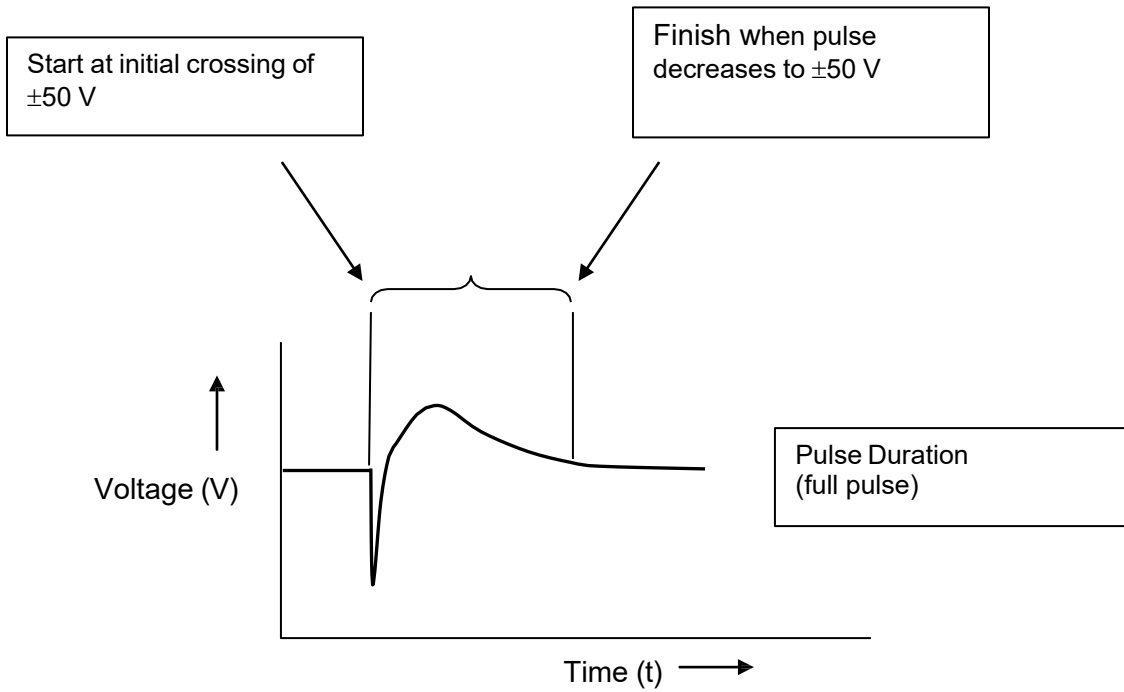 Start at initial crossing of
±50 V
Finish when pulse
decreases to ±50 V
Voltage (V)
Pulse Duration
(full pulse)
Time (t)